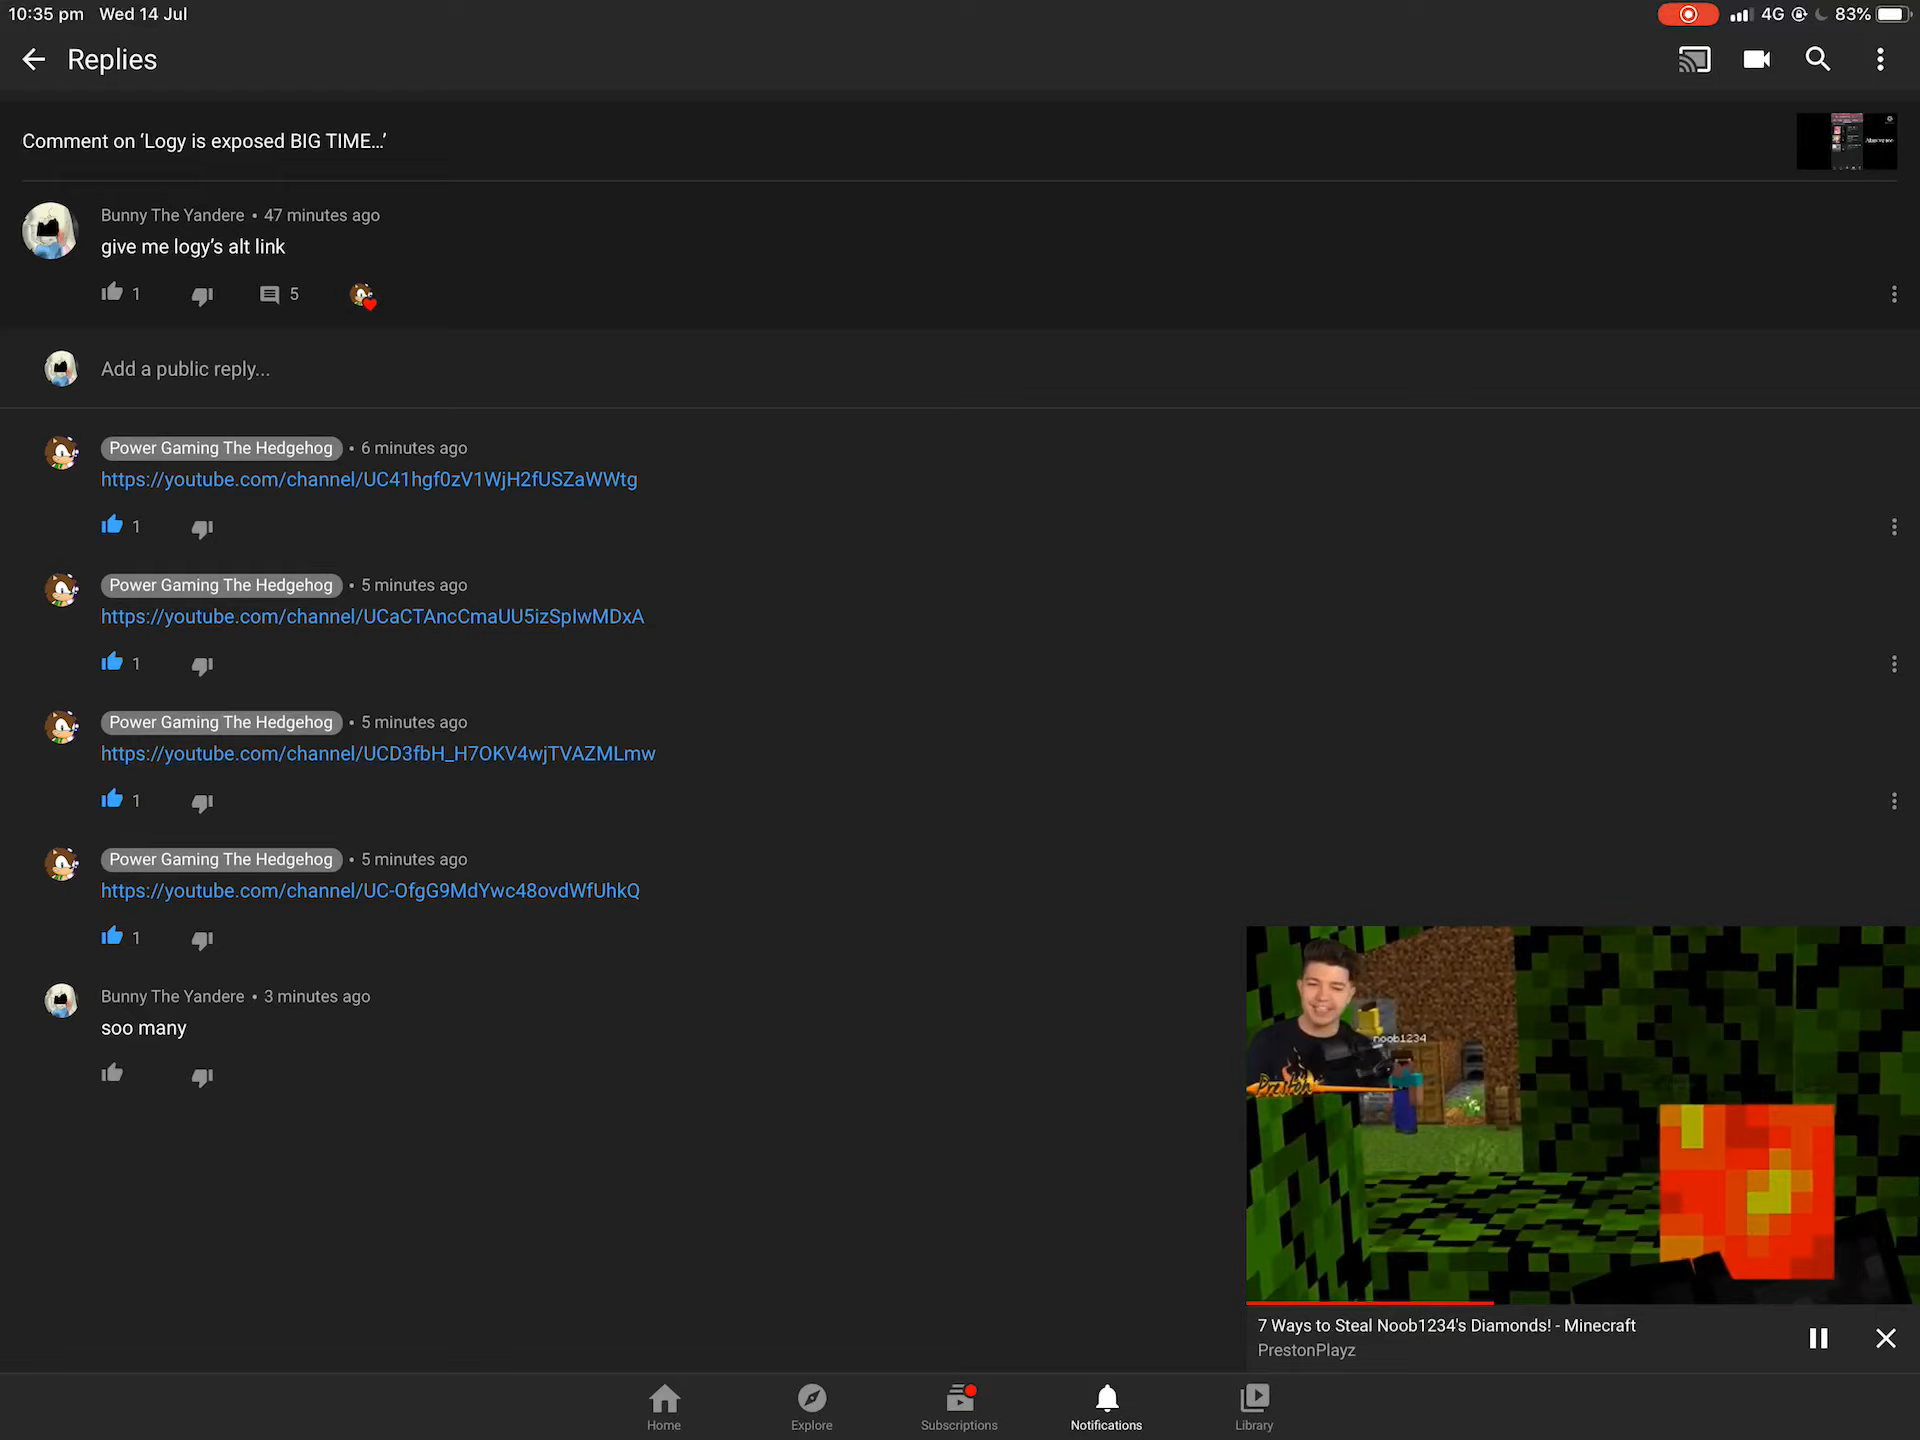 10:35 pm Wed 14 Jul
4G 83%
Replies
Comment on ‘Logy is exposed BIG TIME...’
Bunny The Yandere • 47 minutes ago
give me logy’s alt link
1 5
Add a public reply...
Power Gaming The Hedgehog • 6 minutes ago
https://youtube.com/channel/UC41hgf0zV1WjH2fUSZaWWtg
1
Power Gaming The Hedgehog • 5 minutes ago
https://youtube.com/channel/UCaCTAncCmaUU5izSpIwMDxA
1
Power Gaming The Hedgehog • 5 minutes ago
https://youtube.com/channel/UCD3fbH_H7OKV4wjTVAZMLmw
1
Power Gaming The Hedgehog • 5 minutes ago
https://youtube.com/channel/UC-OfgG9MdYwc48ovdWfUhkQ
1
Bunny The Yandere • 3 minutes ago
soo many
noob1234
Preston
7 Ways to Steal Noob1234's Diamonds! - Minecraft
PrestonPlayz
Home Explore Subscriptions Notifications Library